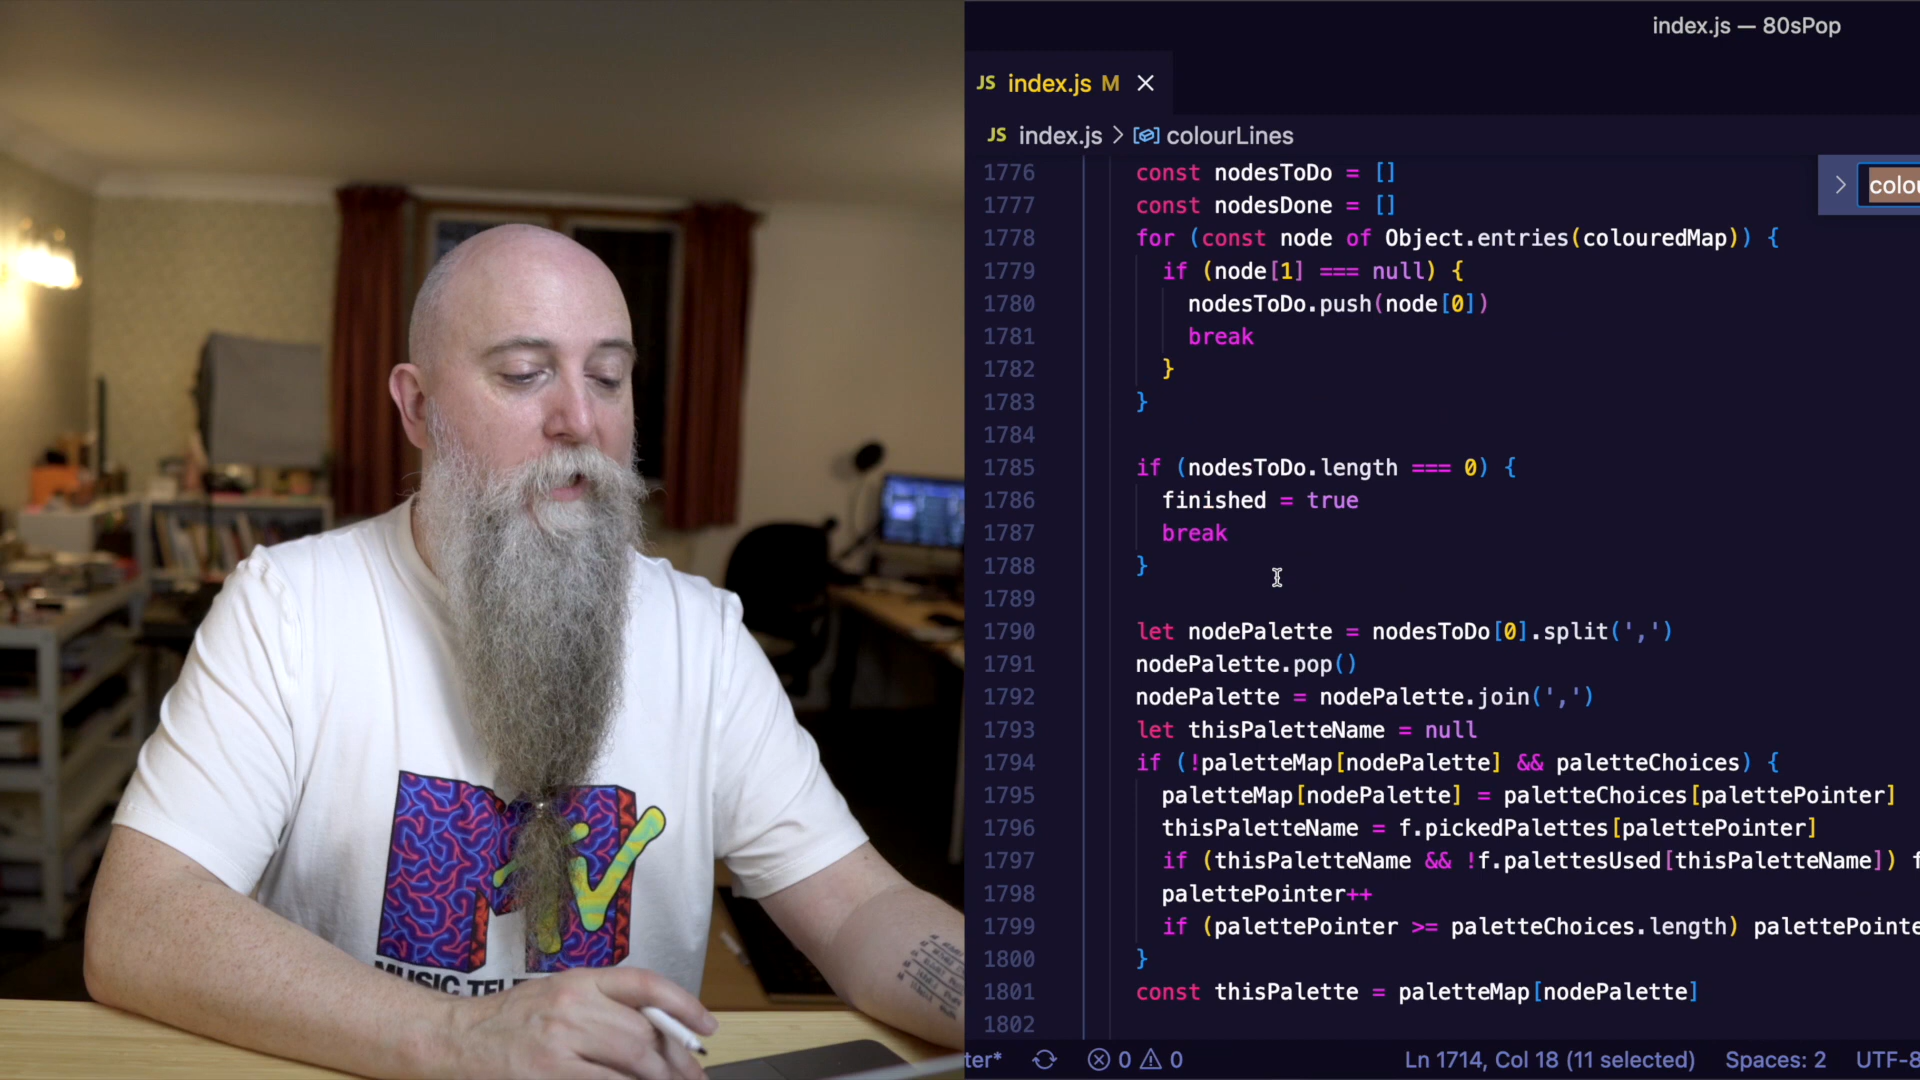 index.js — 80sPop
JS index.js M
JS index.js > colourLines
colou
1776 const nodesToDo = []
1777 const nodesDone = []
1778 for (const node of Object.entries(colouredMap)) {
1779 if (node[1] === null) {
1780 nodesToDo.push(node[0])
1781 break
1782 }
1783 }
1784
1785 if (nodesToDo.length === 0) {
1786 finished = true
1787 break
1788 }
1789
1790 let nodePalette = nodesToDo[0].split(',')
1791 nodePalette.pop()
1792 nodePalette = nodePalette.join(',')
1793 let thisPaletteName = null
1794 if (!paletteMap[nodePalette] && paletteChoices) {
1795 paletteMap[nodePalette] = paletteChoices[palettePointer]
1796 thisPaletteName = f.pickedPalettes[palettePointer]
1797 if (thisPaletteName && !f.palettesUsed[thisPaletteName]) f
1798 palettePointer++
1799 if (palettePointer >= paletteChoices.length) palettePointe
1800 }
1801 const thisPalette = paletteMap[nodePalette]
1802
ter* 0 0 Ln 1714, Col 18 (11 selected) Spaces: 2 UTF-8
MUSIC TELE